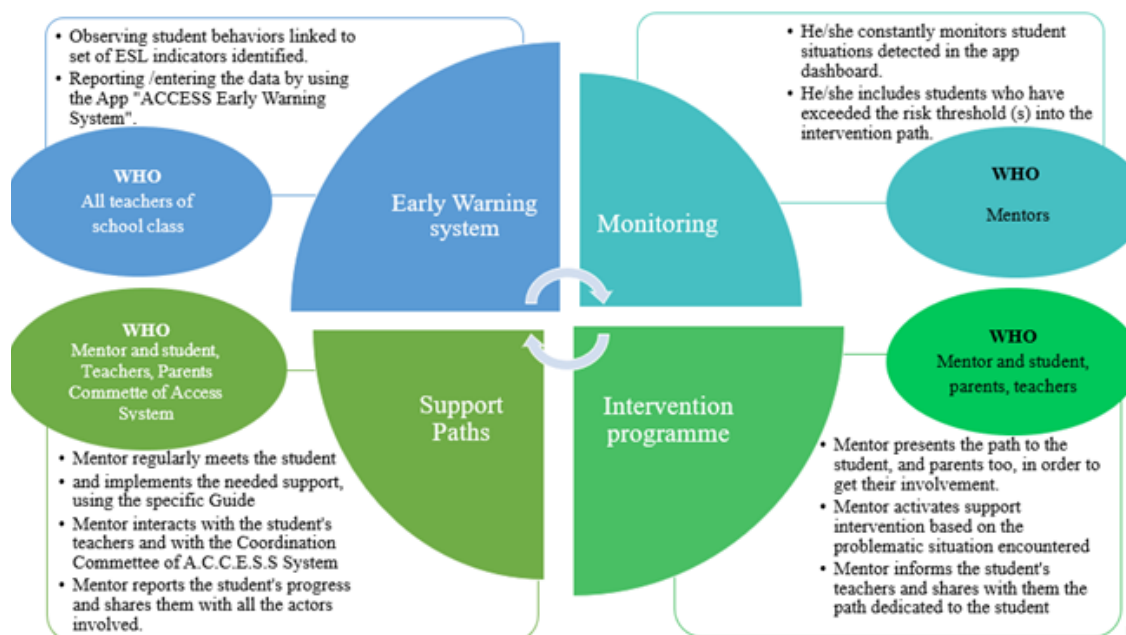 • Observing student behaviors linked to
set of ESL indicators identified.
• Reporting /entering the data by using
the App "ACCESS Early Warning
System".
WHO
All teachers of
school class
Early Warning
system
• He/she constantly monitors student
situations detected in the app
dashboard.
• He/she includes students who have
exceeded the risk threshold (s) into the
intervention path.
WHO
Mentors
Monitoring
WHO
Mentor and student,
Teachers, Parents
Commette of Access
System
Support
Paths
• Mentor regularly meets the student
• and implements the needed support,
using the specific Guide
• Mentor interacts with the student's
teachers and with the Coordination
Commettee of A.C.C.E.S.S System
• Mentor reports the student's progress
and shares them with all the actors
involved.
Intervention
programme
WHO
Mentor and student,
parents, teachers
• Mentor presents the path to the
student, and parents too, in order to
get their involvement.
• Mentor activates support
intervention based on the
problematic situation encountered
• Mentor informs the student's
teachers and shares with them the
path dedicated to the student